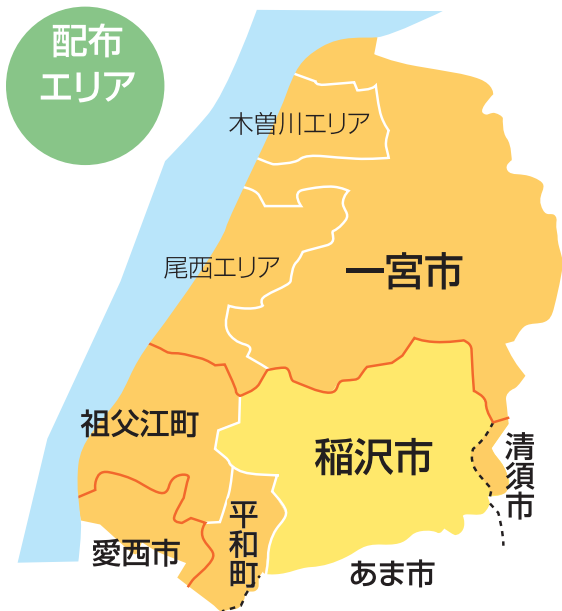 配布
エリア
木曽川エリア
尾西エリア
一宮市
祖父江町
稲沢市
清須市
平和町
愛西市
あま市